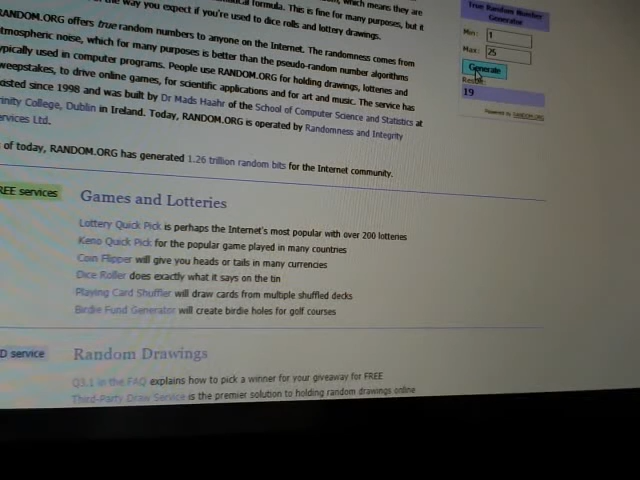 of the way you expect if you're used to dice rolls and lottery drawings.
RANDOM.ORG offers true random numbers to anyone on the Internet. The randomness comes from
atmospheric noise, which for many purposes is better than the pseudo-random number algorithms
ypically used in computer programs. People use RANDOM.ORG for holding drawings, lotteries and
weepstakes, to drive online games, for scientific applications and for art and music. The service has
xisted since 1998 and was built by Dr Mads Haahr of the School of Computer Science and Statistics at
rinity College, Dublin in Ireland. Today, RANDOM.ORG is operated by Randomness and Integrity
ervices Ltd.
of today, RANDOM.ORG has generated 1.26 trillion random bits for the Internet community.
True Random Number
Generator
Min: 1
Max: 25
Generate
Result:
19
Powered by RANDOM.ORG
REE services
Games and Lotteries
Lottery Quick Pick is perhaps the Internet's most popular with over 200 lotteries
Keno Quick Pick for the popular game played in many countries
Coin Flipper will give you heads or tails in many currencies
Dice Roller does exactly what it says on the tin
Playing Card Shuffler will draw cards from multiple shuffled decks
Birdie Fund Generator will create birdie holes for golf courses
D service
Random Drawings
Q3.1 in the FAQ explains how to pick a winner for your giveaway for FREE
Third-Party Draw Service is the premier solution to holding random drawings online